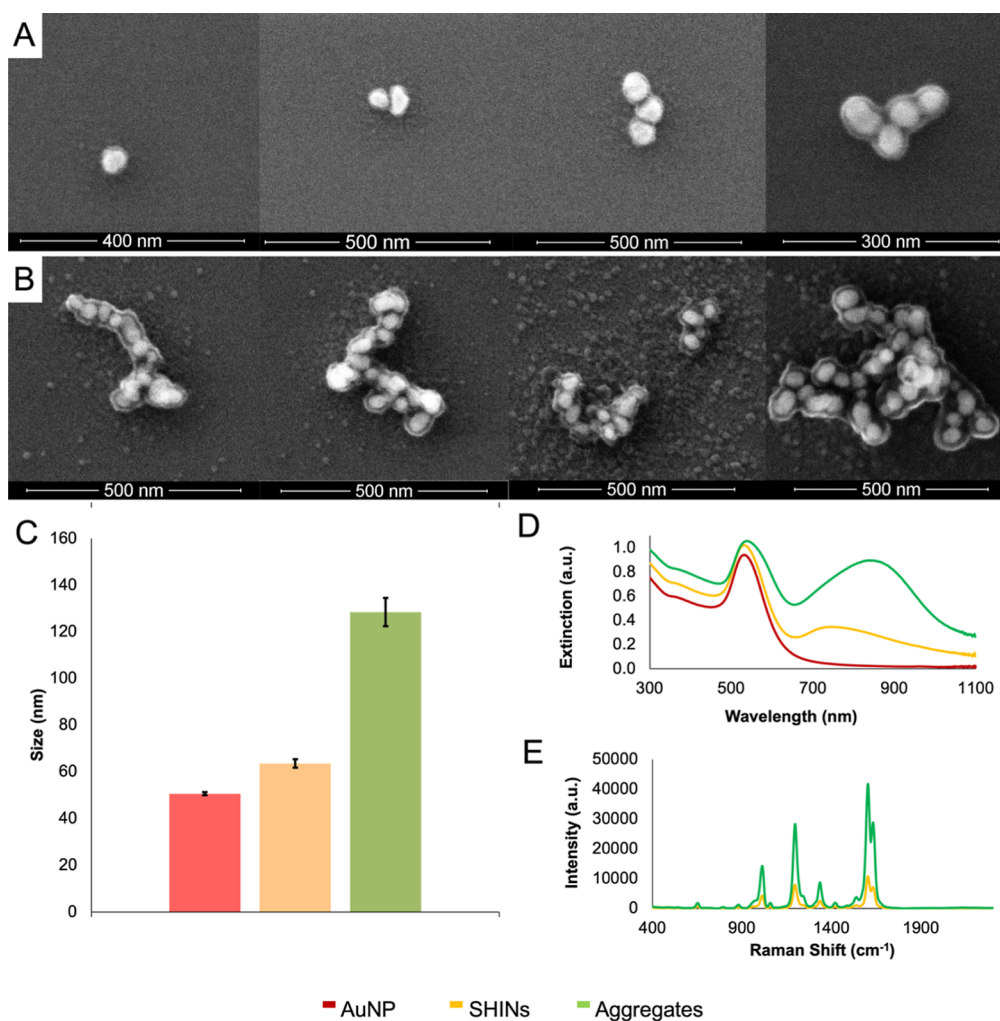 A
400 nm
500 nm
500 nm
300 nm
B
500 nm
500 nm
500 nm
500 nm
C
160
140
120
100
80
60
40
20
0
Size (nm)
D
1.0
0.8
0.6
0.4
0.2
0.0
Extinction (a.u.)
300 500 700 900 1100
Wavelength (nm)
E
50000
40000
30000
20000
10000
0
Intensity (a.u.)
400 900 1400 1900
Raman Shift (cm⁻¹)
AuNP SHINs Aggregates